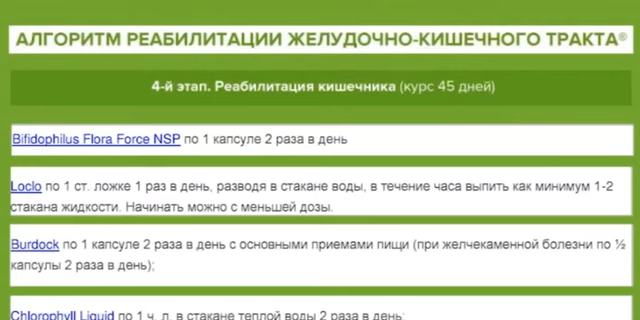 АЛГОРИТМ РЕАБИЛИТАЦИИ ЖЕЛУДОЧНО-КИШЕЧНОГО ТРАКТА®
4-й этап. Реабилитация кишечника (курс 45 дней)
Bifidophilus Flora Force NSP по 1 капсуле 2 раза в день
Loclo по 1 ст. ложке 1 раз в день, разводя в стакане воды, в течение часа выпить как минимум 1-2
стакана жидкости. Начинать можно с меньшей дозы.
Burdock по 1 капсуле 2 раза в день с основными приемами пищи (при желчекаменной болезни по ½
капсулы 2 раза в день);
Chlorophyll Liquid по 1 ч. л. в стакане теплой воды 2 раза в день;